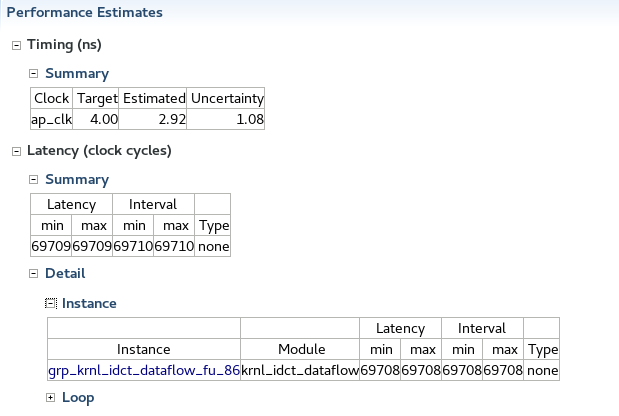 Performance Estimates
Timing (ns)
Summary
Clock Target Estimated Uncertainty
ap_clk 4.00 2.92 1.08
Latency (clock cycles)
Summary
Latency Interval
min max min max Type
69709 69709 69710 69710 none
Detail
Instance
Latency Interval
Instance Module min max min max Type
grp_krnl_idct_dataflow_fu_86 krnl_idct_dataflow 69708 69708 69708 69708 none
Loop